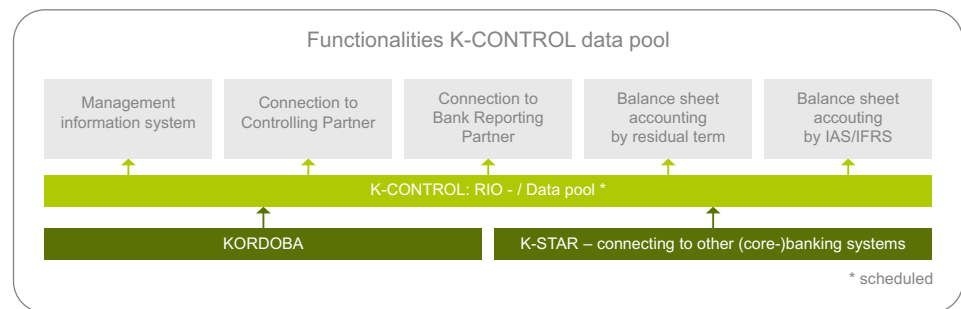 Functionalities K-CONTROL data pool
Management
information system
Connection to
Controlling Partner
Connection to
Bank Reporting
Partner
Balance sheet
accounting
by residual term
Balance sheet
accouting
by IAS/IFRS
K-CONTROL: RIO - / Data pool *
KORDOBA
K-STAR – connecting to other (core-)banking systems
* scheduled